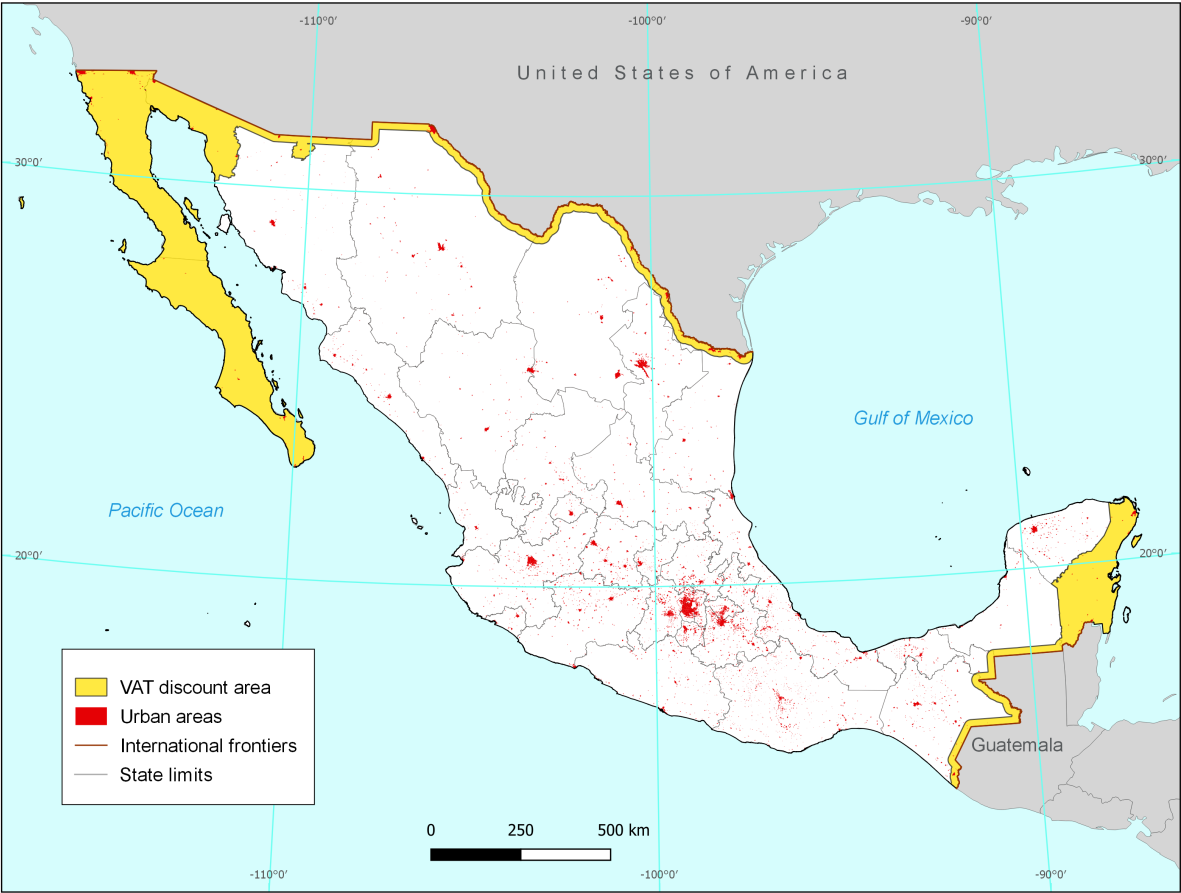 -110°0′
-100°0′
-90°0′
United States of America
30°0′
30°0′
Gulf of Mexico
Pacific Ocean
20°0′
20°0′
VAT discount area
Urban areas
International frontiers
State limits
Guatemala
0
250
500 km
-110°0′
-100°0′
-90°0′